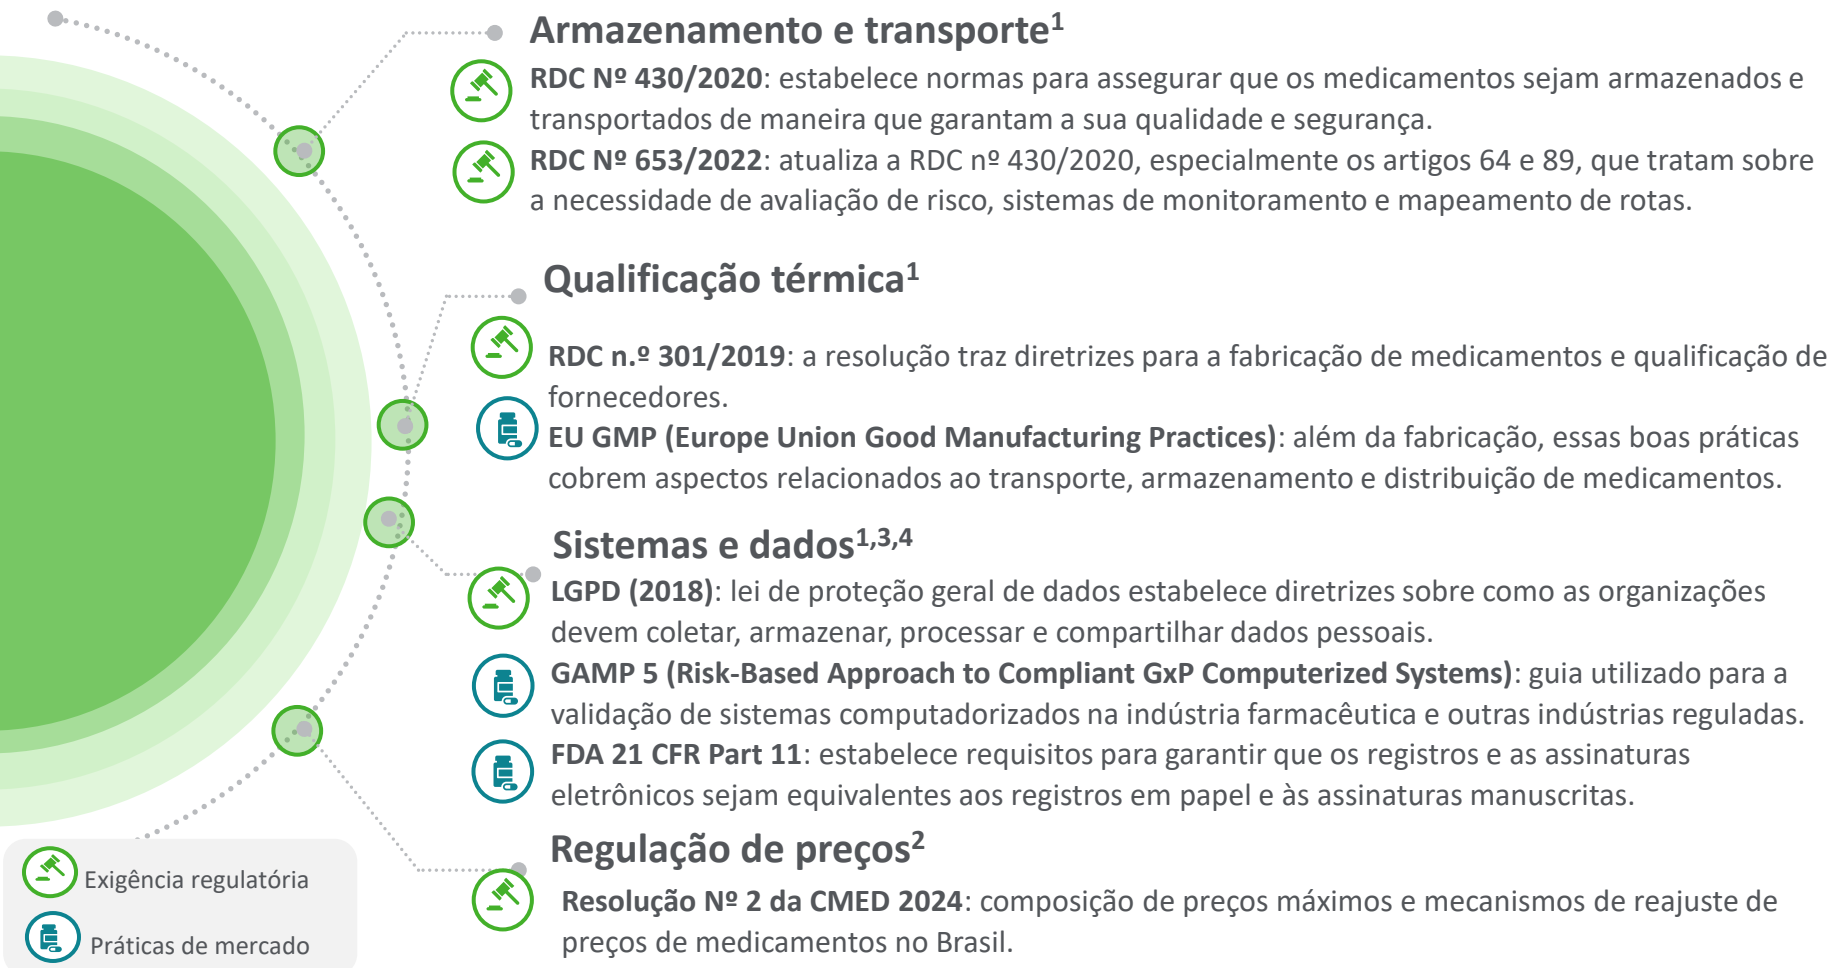 Armazenamento e transporte1
RDC Nº 430/2020: estabelece normas para assegurar que os medicamentos sejam armazenados e
transportados de maneira que garantam a sua qualidade e segurança.
RDC Nº 653/2022: atualiza a RDC nº 430/2020, especialmente os artigos 64 e 89, que tratam sobre
a necessidade de avaliação de risco, sistemas de monitoramento e mapeamento de rotas.
Qualificação térmica1
RDC n.º 301/2019: a resolução traz diretrizes para a fabricação de medicamentos e qualificação de
fornecedores.
EU GMP (Europe Union Good Manufacturing Practices): além da fabricação, essas boas práticas
cobrem aspectos relacionados ao transporte, armazenamento e distribuição de medicamentos.
Sistemas e dados1,3,4
LGPD (2018): lei de proteção geral de dados estabelece diretrizes sobre como as organizações
devem coletar, armazenar, processar e compartilhar dados pessoais.
GAMP 5 (Risk-Based Approach to Compliant GxP Computerized Systems): guia utilizado para a
validação de sistemas computadorizados na indústria farmacêutica e outras indústrias reguladas.
FDA 21 CFR Part 11: estabelece requisitos para garantir que os registros e as assinaturas
eletrônicos sejam equivalentes aos registros em papel e às assinaturas manuscritas.
Regulação de preços2
Resolução Nº 2 da CMED 2024: composição de preços máximos e mecanismos de reajuste de
preços de medicamentos no Brasil.
Exigência regulatória
Práticas de mercado